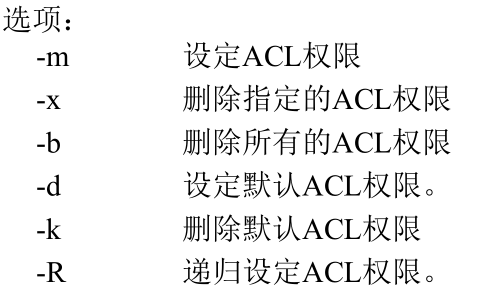 选项：
-m 设定ACL权限
-x 删除指定的ACL权限
-b 删除所有的ACL权限
-d 设定默认ACL权限。
-k 删除默认ACL权限
-R 递归设定ACL权限。